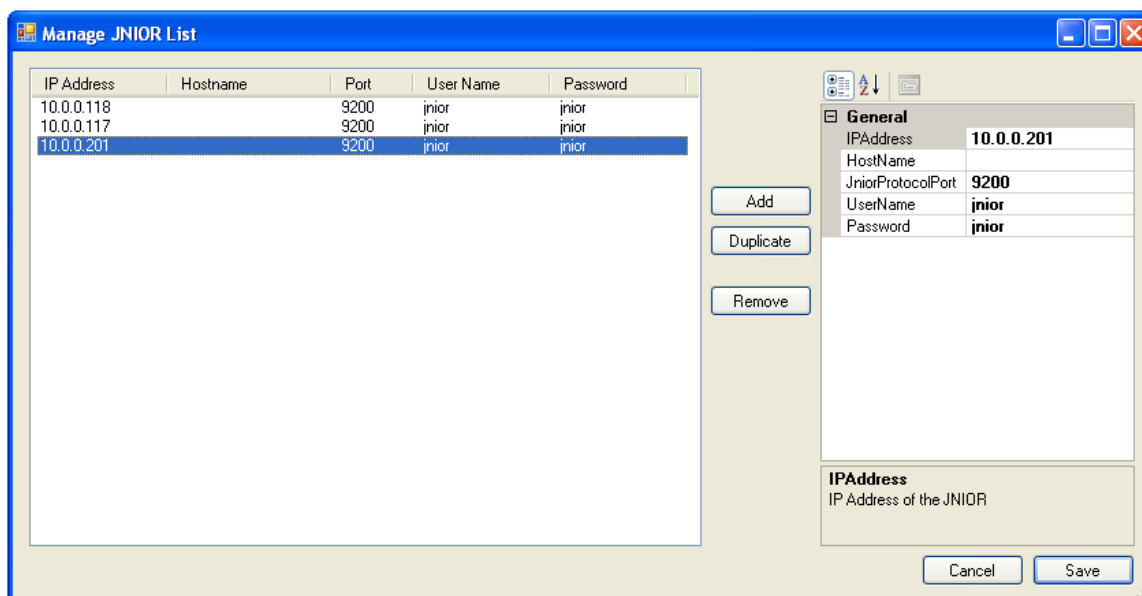 Manage JNIOR List
IP Address Hostname Port User Name Password
10.0.0.118 9200 jnior jnior
10.0.0.117 9200 jnior jnior
10.0.0.201 9200 jnior jnior
Add
Duplicate
Remove
A
Z
General
IPAddress 10.0.0.201
HostName
JniorProtocolPort 9200
UserName jnior
Password jnior
IPAddress
IP Address of the JNIOR
Cancel Save